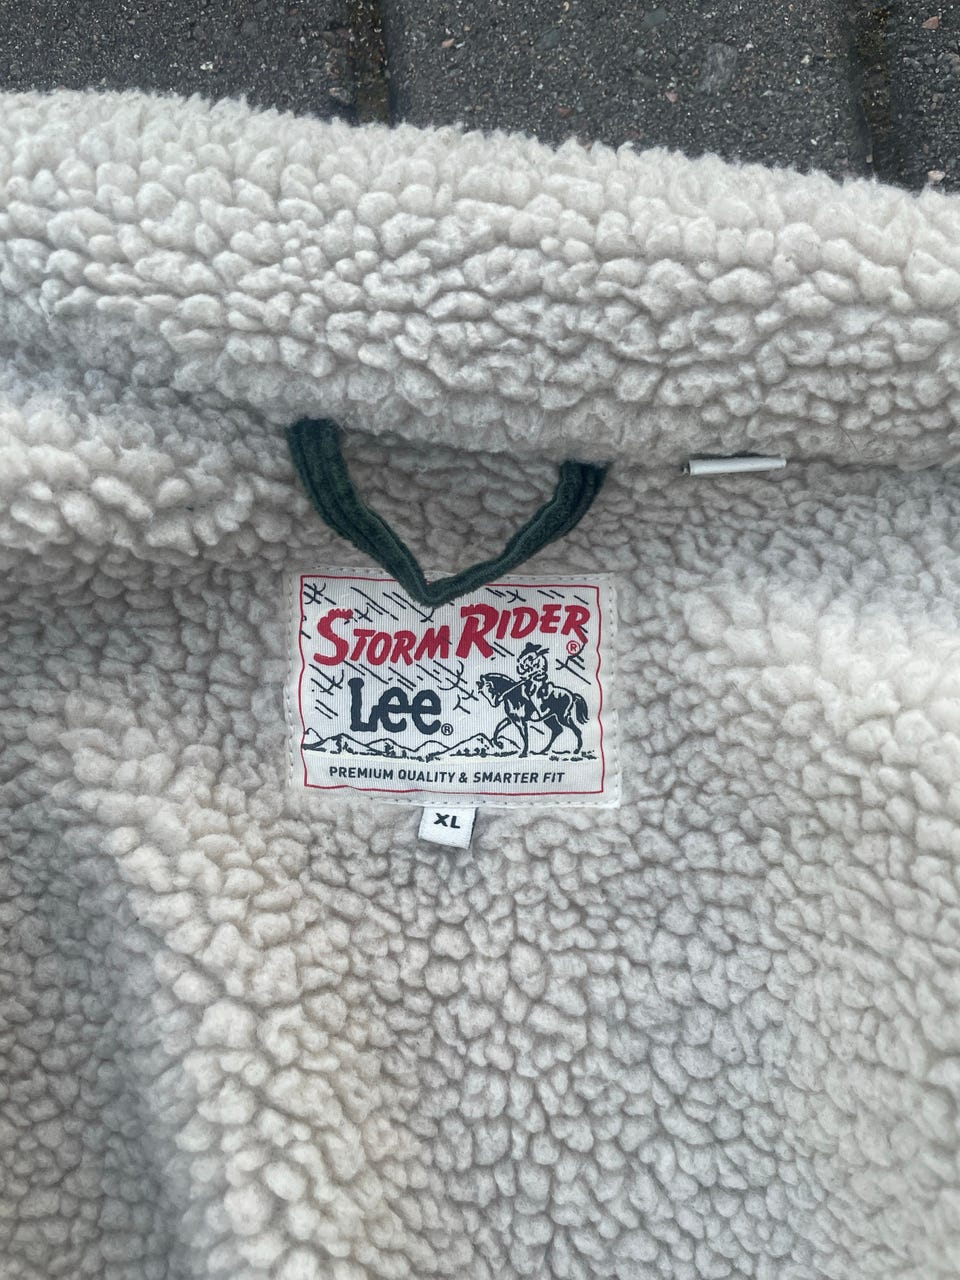 STORM RIDER®
Lee®
PREMIUM QUALITY & SMARTER FIT
XL